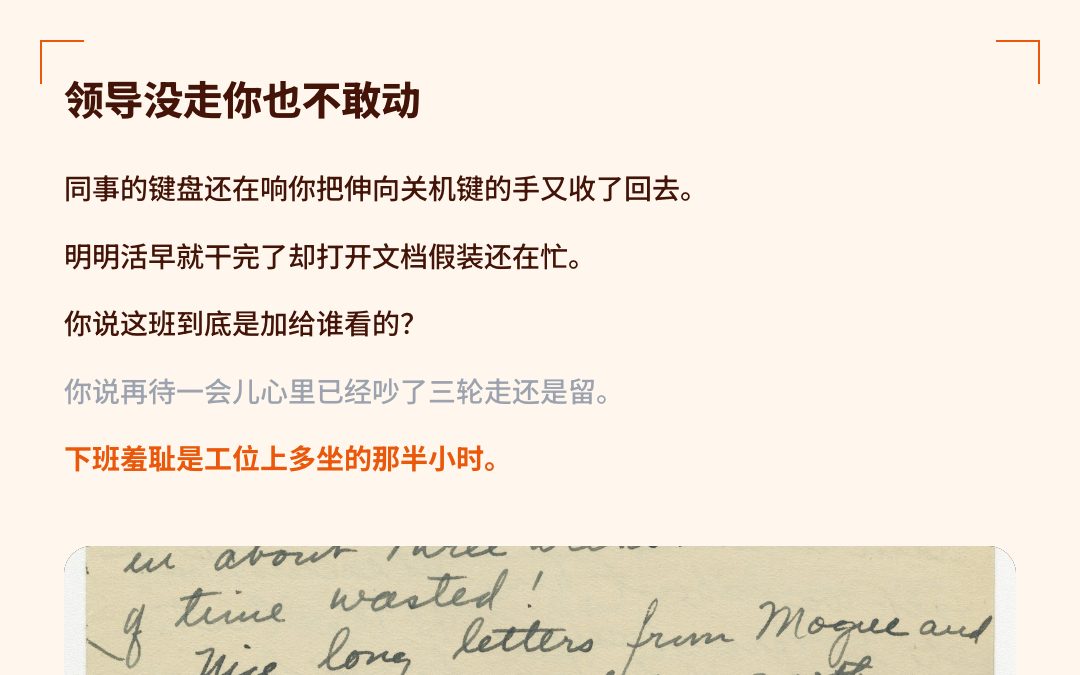 领导没走你也不敢动
同事的键盘还在响你把伸向关机键的手又收了回去。
明明活早就干完了却打开文档假装还在忙。
你说这班到底是加给谁看的?
你说再待一会儿心里已经吵了三轮走还是留。
下班羞耻是工位上多坐的那半小时。
in about three
of time wasted!
Nice long letters from Mogue and